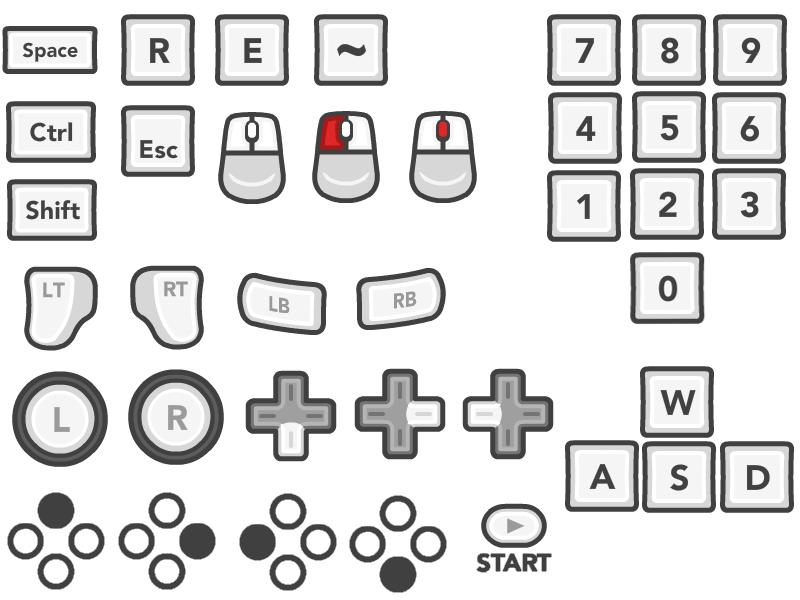 Space R E ~ 7 8 9
Ctrl Esc 4 5 6
Shift 1 2 3
LT RT LB RB 0
L R W
A S D
START